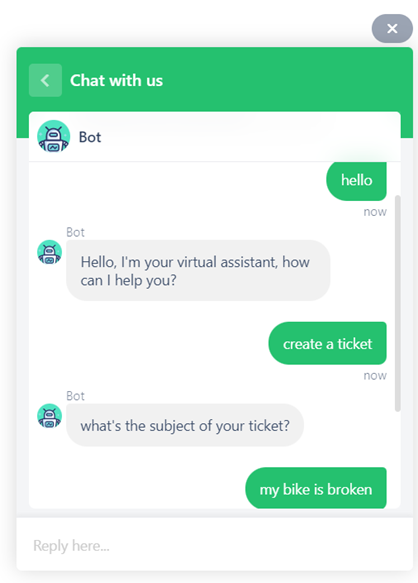 Chat with us
Bot
hello
now
Bot
Hello, I'm your virtual assistant, how
can I help you?
create a ticket
now
Bot
what's the subject of your ticket?
my bike is broken
Reply here...